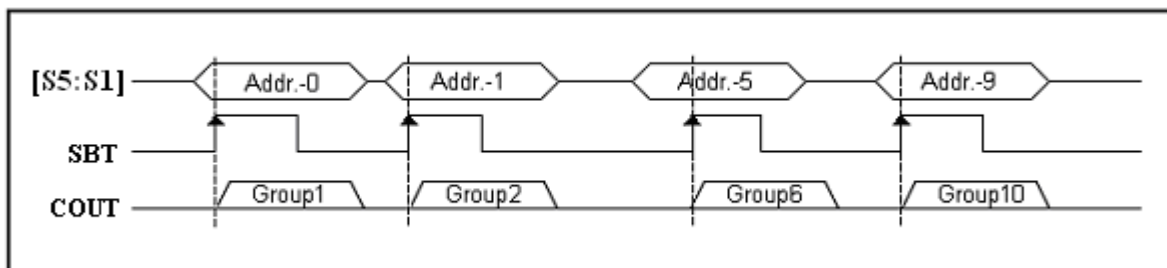 [S5:S1] Addr.-0 Addr.-1 Addr.-5 Addr.-9
SBT
COUT Group1 Group2 Group6 Group10